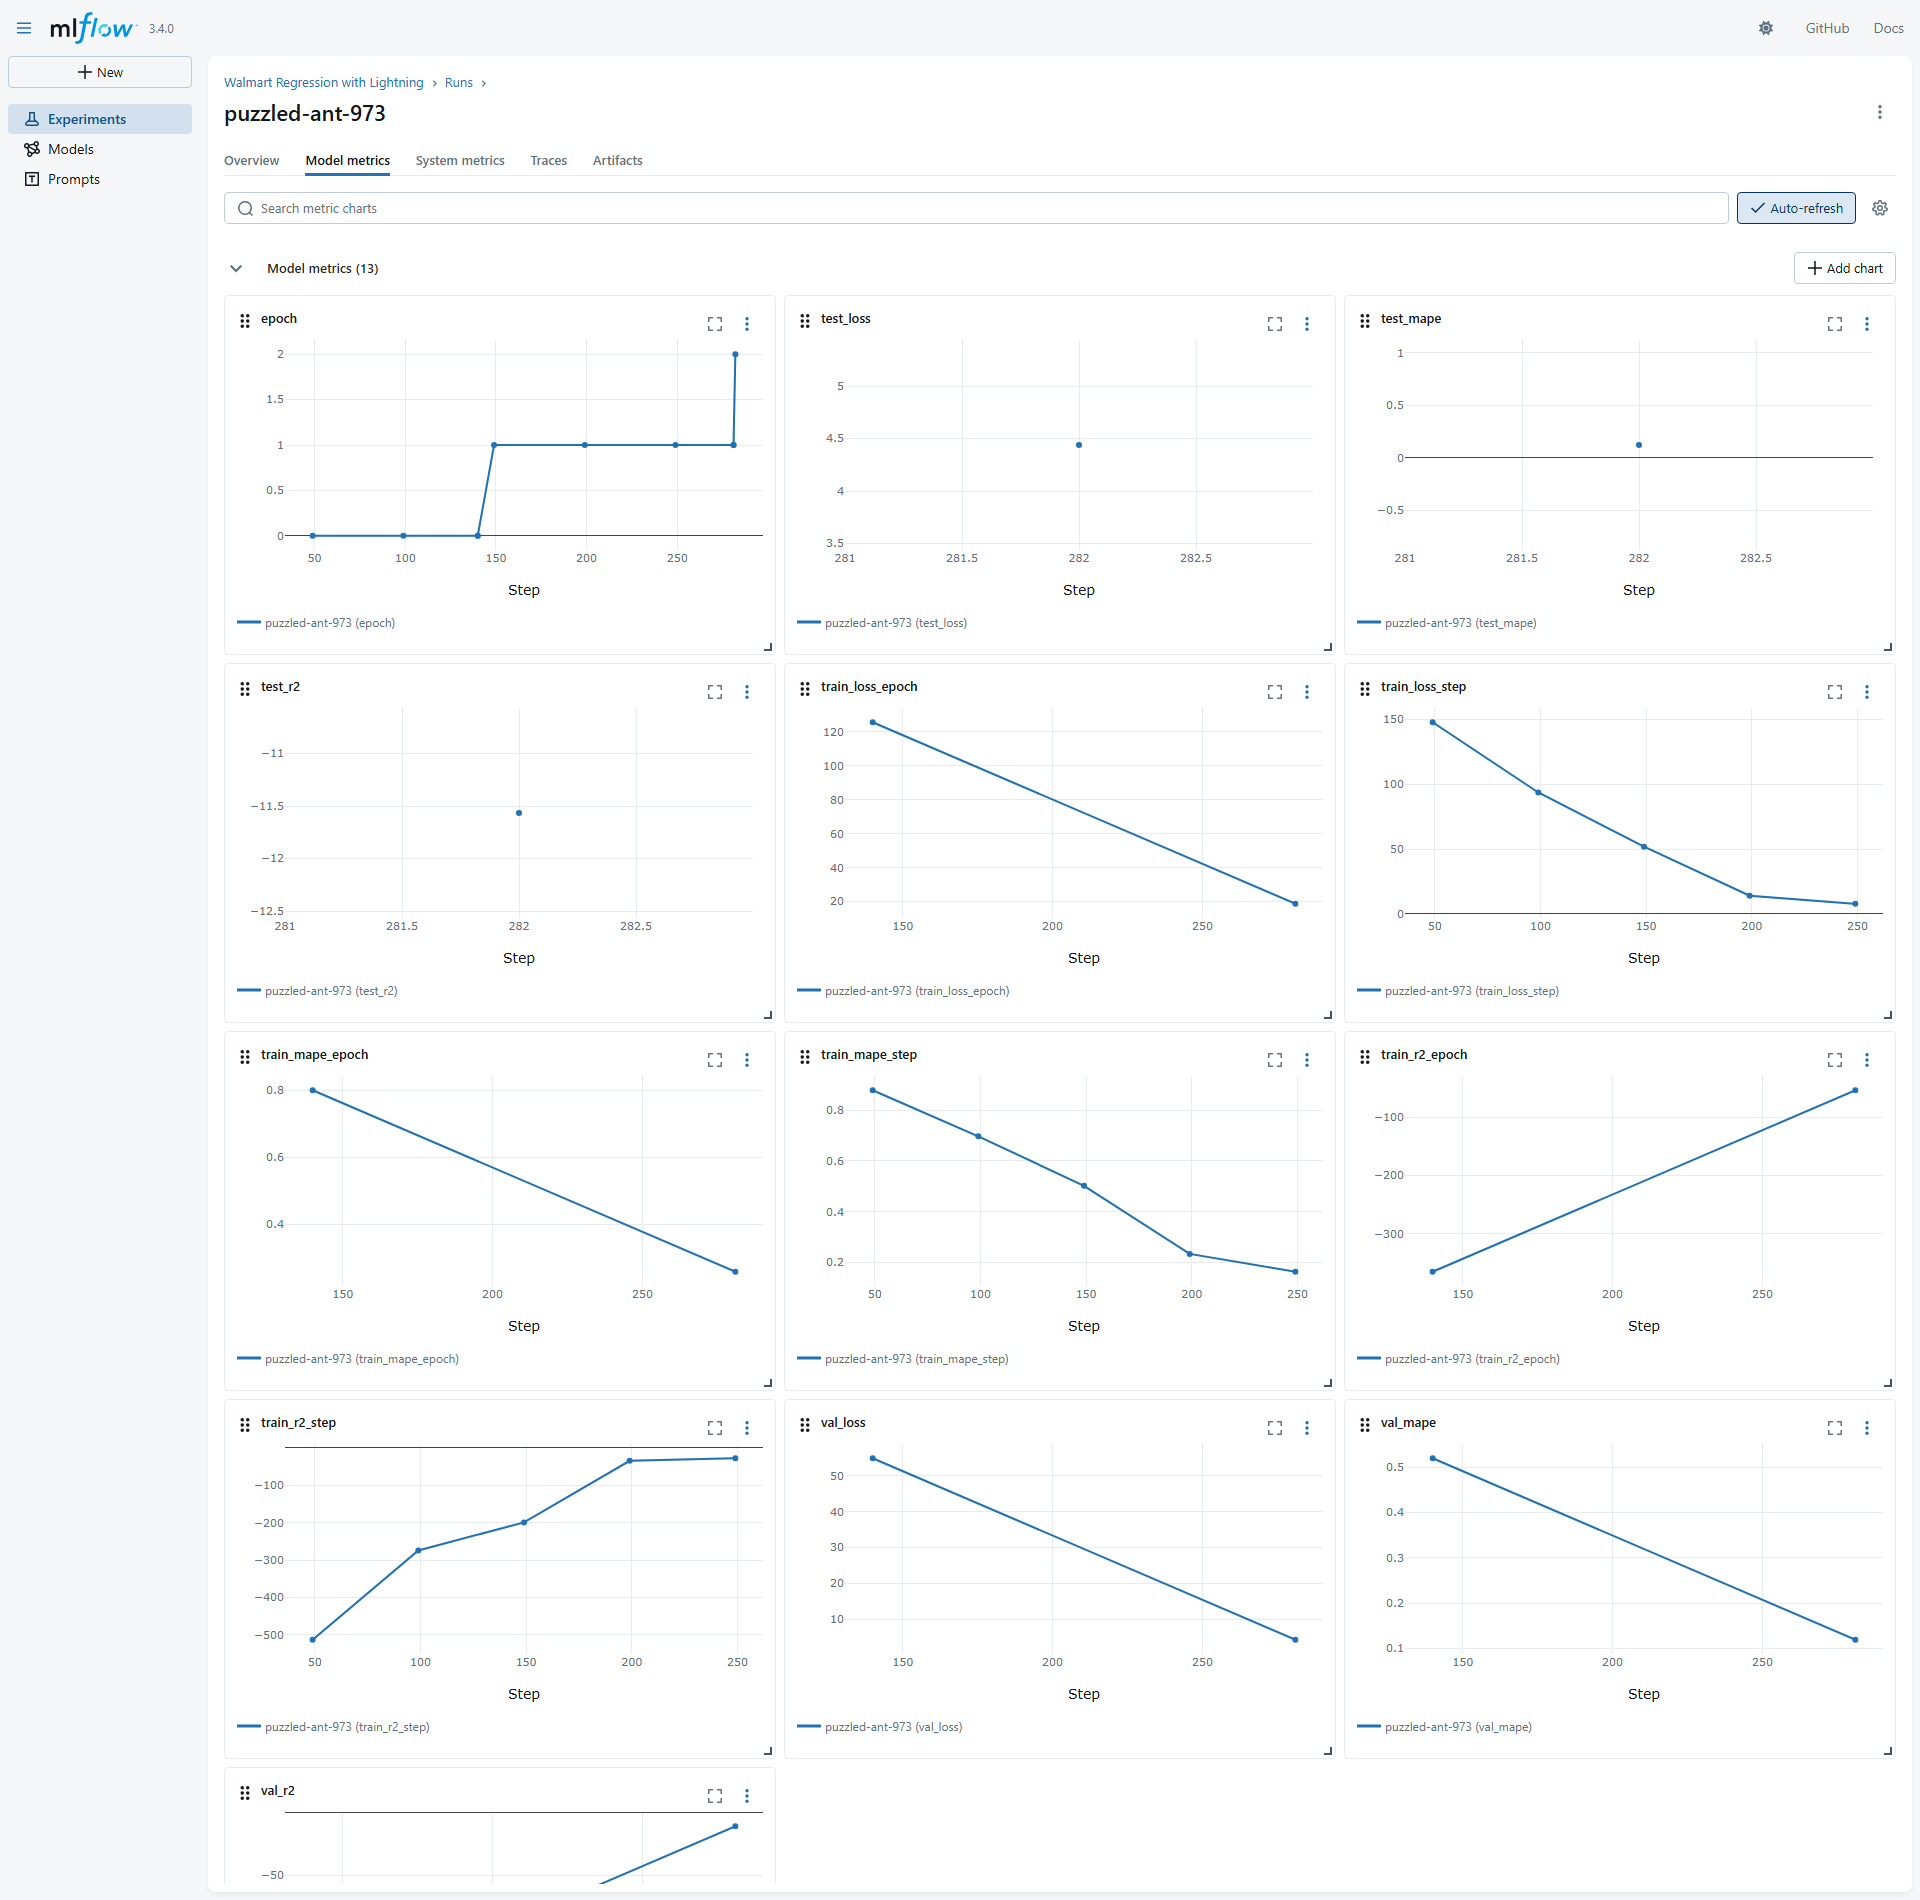 mlflow 3.4.0
GitHub
Docs
New
Experiments
Models
Prompts
Walmart Regression with Lightning › Runs ›
puzzled-ant-973
Overview
Model metrics
System metrics
Traces
Artifacts
Search metric charts
Auto-refresh
Model metrics (13)
Add chart
epoch
2
1.5
1
0.5
0
50 100 150 200 250
Step
puzzled-ant-973 (epoch)
test_loss
5
4.5
4
3.5
281 281.5 282 282.5
Step
puzzled-ant-973 (test_loss)
test_mape
1
0.5
0
−0.5
281 281.5 282 282.5
Step
puzzled-ant-973 (test_mape)
test_r2
−11
−11.5
−12
−12.5
281 281.5 282 282.5
Step
puzzled-ant-973 (test_r2)
train_loss_epoch
120
100
80
60
40
20
150 200 250
Step
puzzled-ant-973 (train_loss_epoch)
train_loss_step
150
100
50
0
50 100 150 200 250
Step
puzzled-ant-973 (train_loss_step)
train_mape_epoch
0.8
0.6
0.4
150 200 250
Step
puzzled-ant-973 (train_mape_epoch)
train_mape_step
0.8
0.6
0.4
0.2
50 100 150 200 250
Step
puzzled-ant-973 (train_mape_step)
train_r2_epoch
−100
−200
−300
150 200 250
Step
puzzled-ant-973 (train_r2_epoch)
train_r2_step
−100
−200
−300
−400
−500
50 100 150 200 250
Step
puzzled-ant-973 (train_r2_step)
val_loss
50
40
30
20
10
150 200 250
Step
puzzled-ant-973 (val_loss)
val_mape
0.5
0.4
0.3
0.2
0.1
150 200 250
Step
puzzled-ant-973 (val_mape)
val_r2
−50